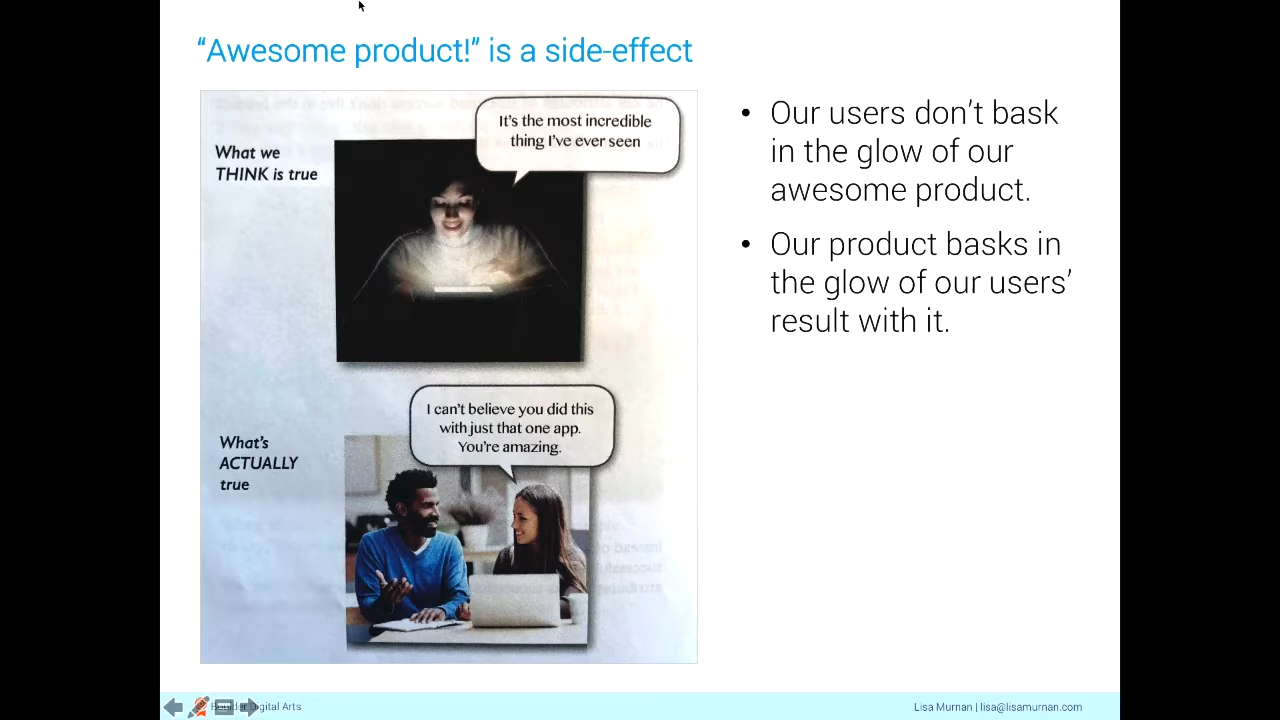 “Awesome product!” is a side-effect
What we
THINK is true
It’s the most incredible
thing I’ve ever seen
What’s
ACTUALLY
true
I can’t believe you did this
with just that one app.
You’re amazing.
• Our users don’t bask
in the glow of our
awesome product.
• Our product basks in
the glow of our users’
result with it.
Boulder Digital Arts
Lisa Murnan | lisa@lisamurnan.com